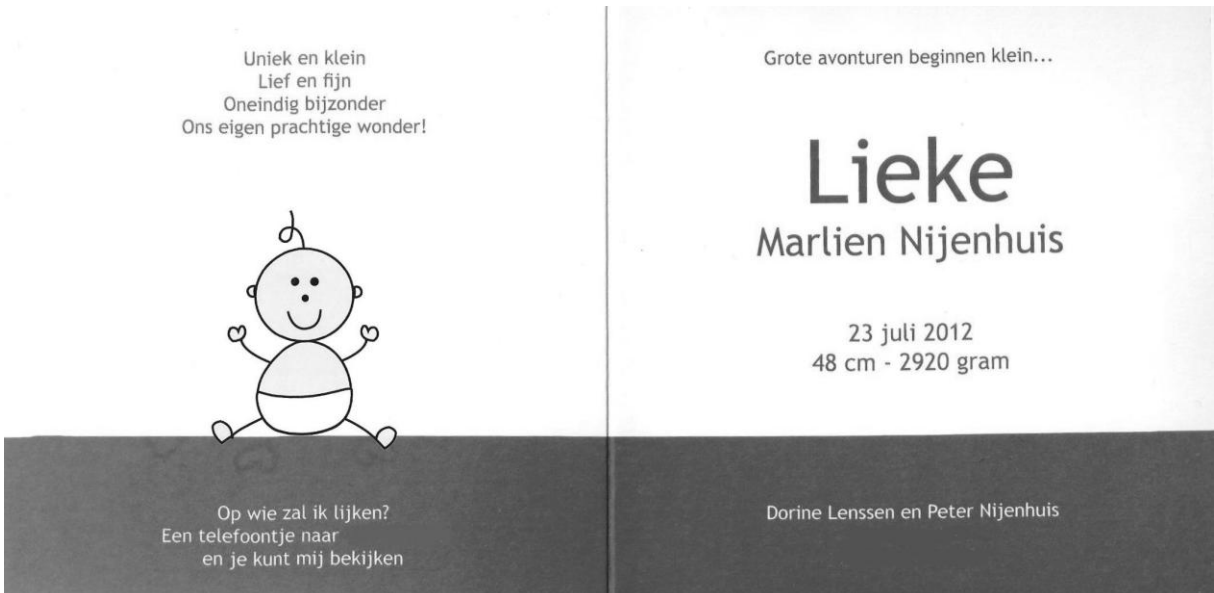 Uniek en klein
Lief en fijn
Oneindig bijzonder
Ons eigen prachtige wonder!
Op wie zal ik lijken?
Een telefoontje naar
en je kunt mij bekijken
Grote avonturen beginnen klein...
Lieke
Marlien Nijenhuis
23 juli 2012
48 cm - 2920 gram
Dorine Lenssen en Peter Nijenhuis